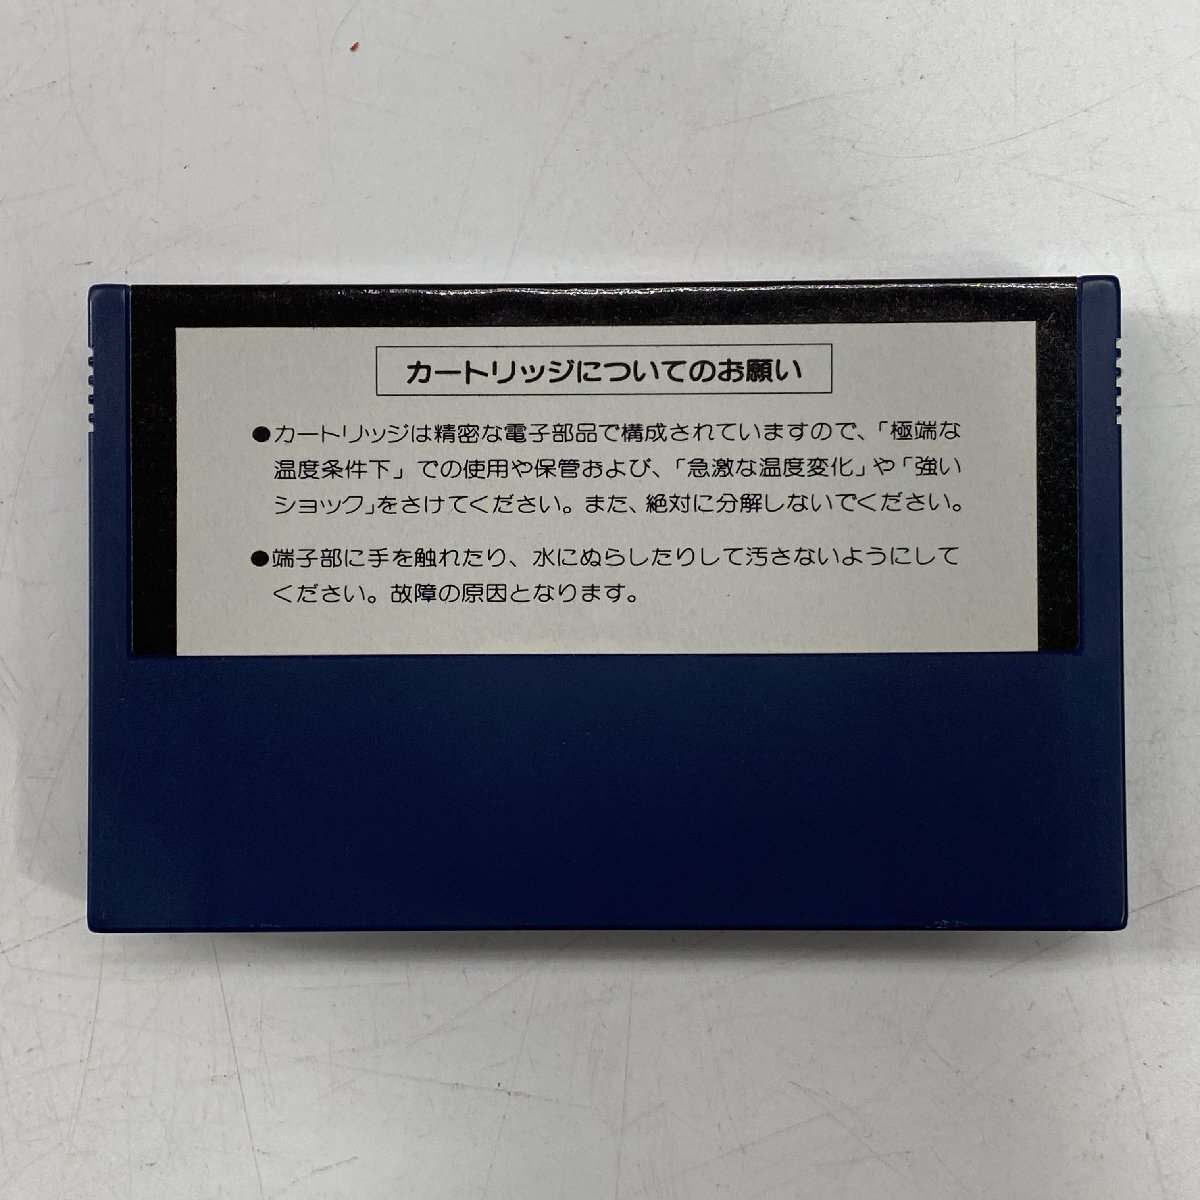 カートリッジについてのお願い
●カートリッジは精密な電子部品で構成されていますので、「極端な
温度条件下」での使用や保管および、「急激な温度変化」や「強い
ショック」をさけてください。また、絶対に分解しないでください。
●端子部に手を触れたり、水にぬらしたりして汚さないようにして
ください。故障の原因となります。